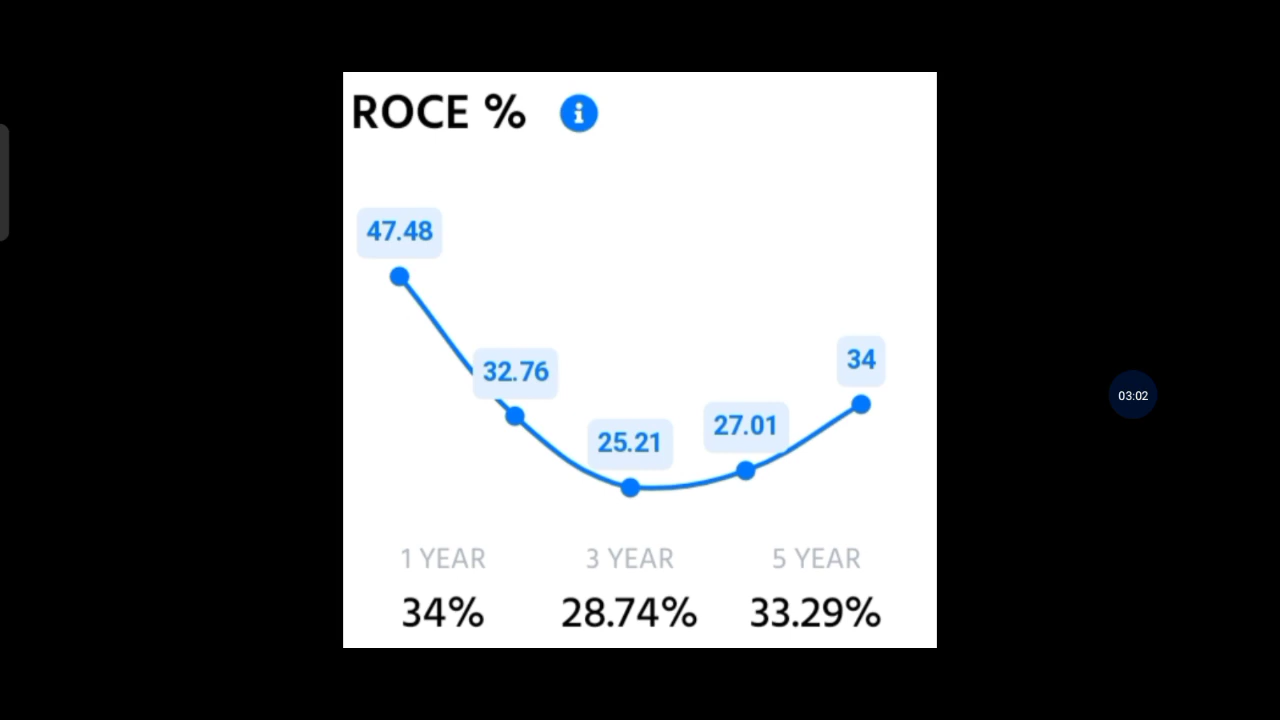 ROCE %
47.48
32.76
25.21
27.01
34
1 YEAR 3 YEAR 5 YEAR
34% 28.74% 33.29%
03:02